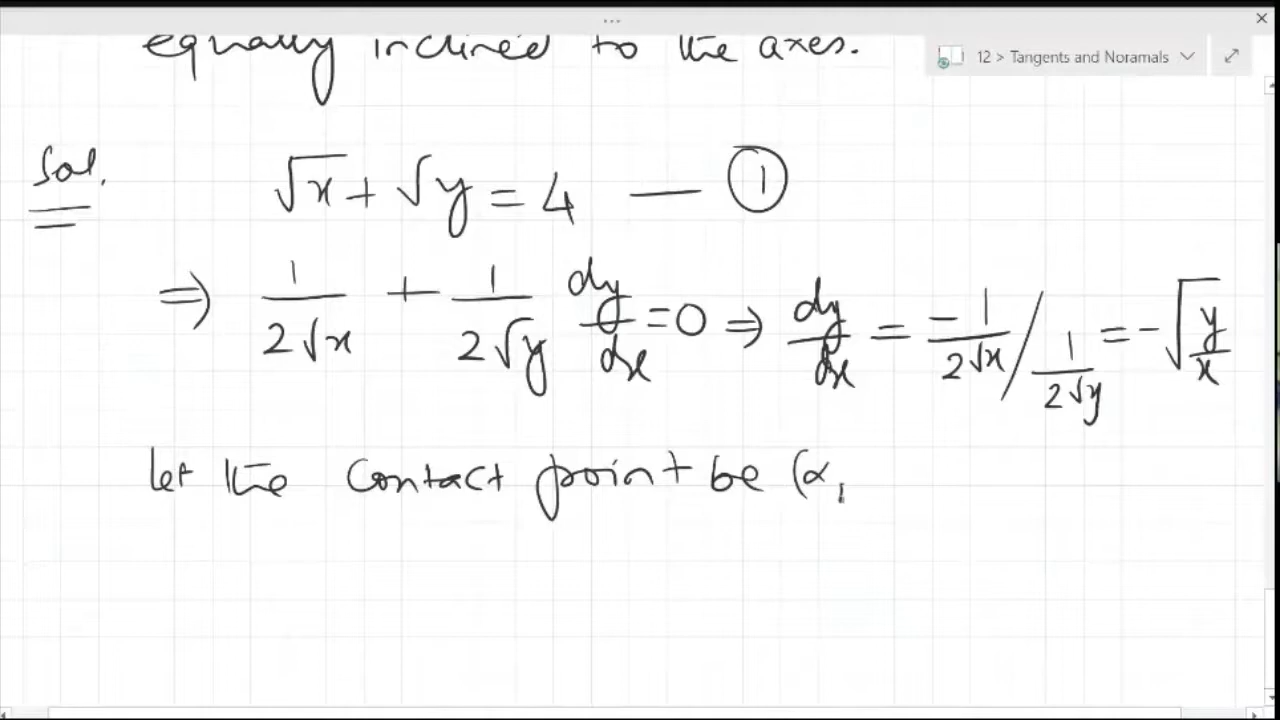 equally inclined to the axes.
12 > Tangents and Noramals
Sol.
√x + √y = 4 — ①
⇒ 1/(2√x) + 1/(2√y) dy/dx = 0 ⇒ dy/dx = -1/(2√x) / 1/(2√y) = -√(y/x)
let the contact point be (α,